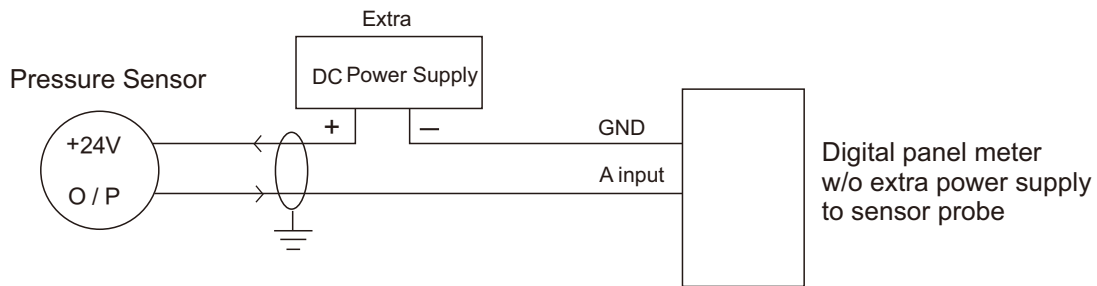 Extra
DC Power Supply
Pressure Sensor
+
–
+24V
GND
O / P
A input
Digital panel meter
w/o extra power supply
to sensor probe